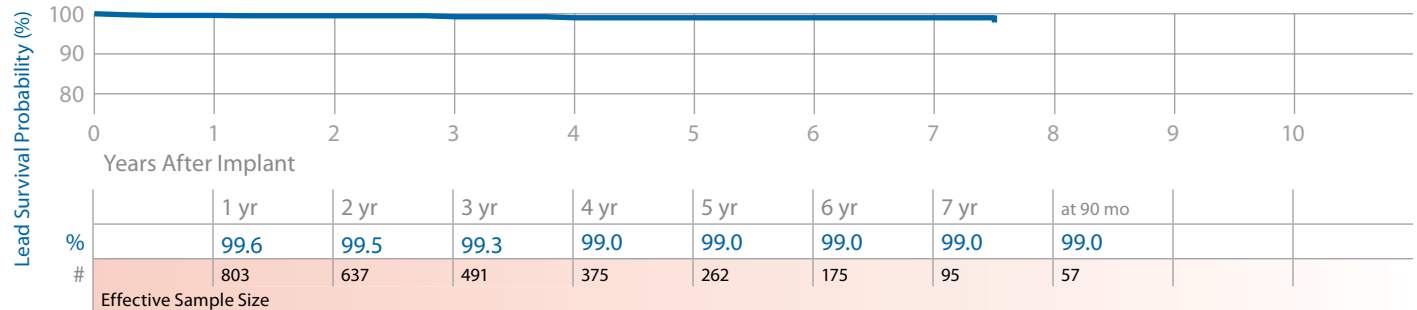 Lead Survival Probability (%)
100
90
80
0 1 2 3 4 5 6 7 8 9 10
Years After Implant
1 yr 2 yr 3 yr 4 yr 5 yr 6 yr 7 yr at 90 mo
% 99.6 99.5 99.3 99.0 99.0 99.0 99.0 99.0
# 803 637 491 375 262 175 95 57
Effective Sample Size